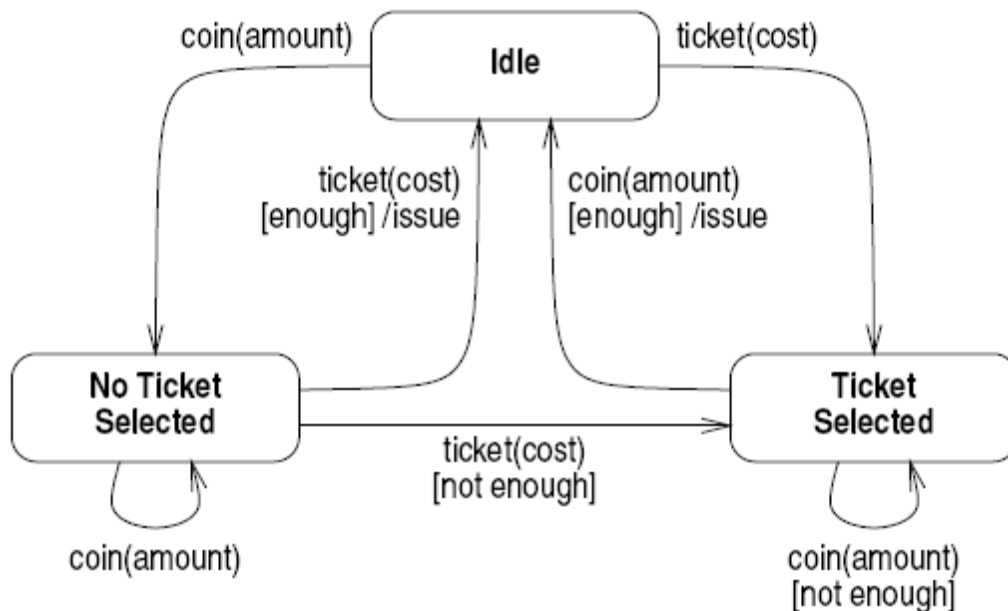 coin(amount)
Idle
ticket(cost)
ticket(cost)
[enough] /issue
coin(amount)
[enough] /issue
No Ticket
Selected
Ticket
Selected
ticket(cost)
[not enough]
coin(amount)
coin(amount)
[not enough]